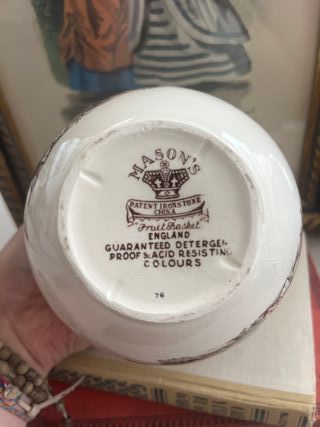 MASON'S
PATENT IRONSTONE
CHINA
Fruit Basket
ENGLAND
GUARANTEED DETERGEN
PROOF & ACID RESISTING
COLOURS
76